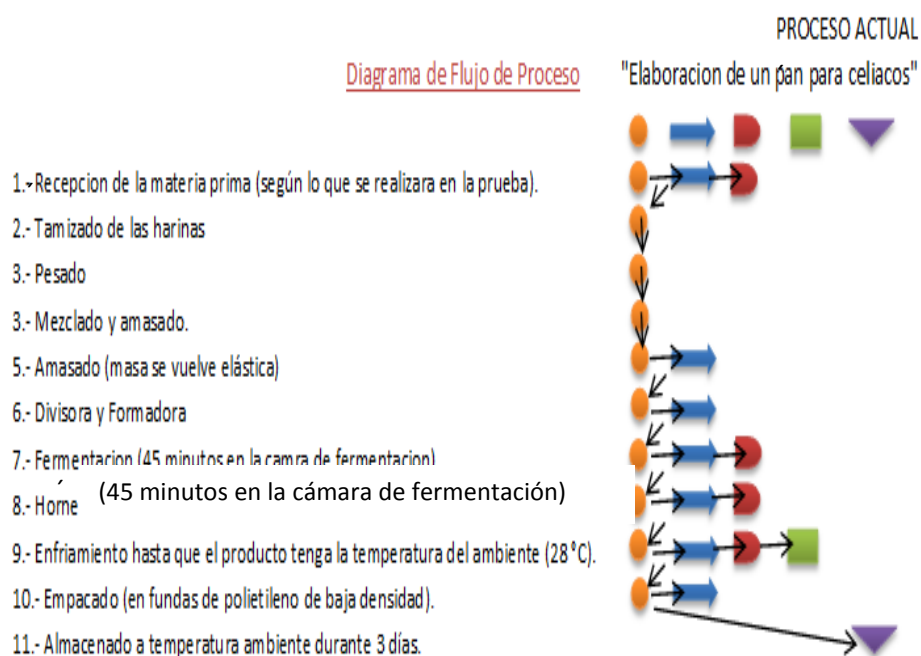 PROCESO ACTUAL
Diagrama de Flujo de Proceso "Elaboracion de un pan para celiacos"
1.- Recepcion de la materia prima (según lo que se realizara en la prueba).
2.- Tamizado de las harinas
3.- Pesado
3.- Mezclado y amasado.
5.- Amasado (masa se vuelve elástica)
6.- Divisora y Formadora
7.- Fermentacion (45 minutos en la camra de fermentacion)
8.- Horne (45 minutos en la cámara de fermentación)
9.- Enfriamiento hasta que el producto tenga la temperatura del ambiente (28°C).
10.- Empacado (en fundas de polietileno de baja densidad).
11.- Almacenado a temperatura ambiente durante 3 días.